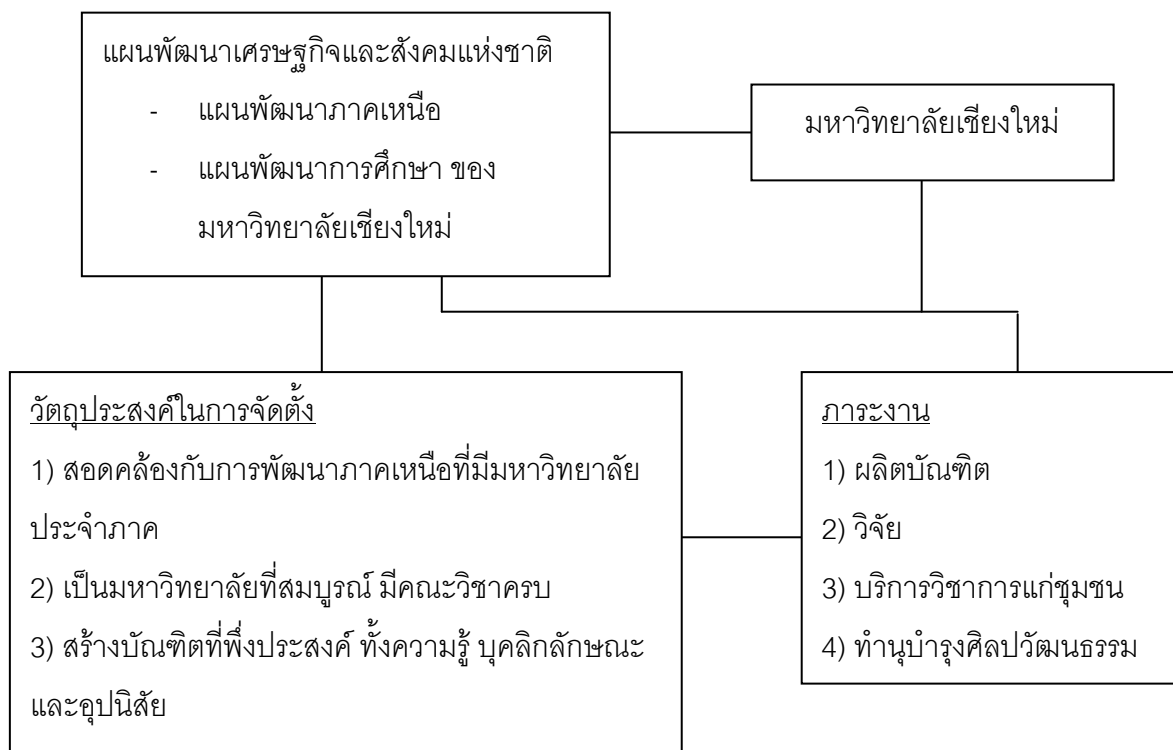 แผนพัฒนาเศรษฐกิจและสังคมแห่งชาติ
- แผนพัฒนาภาคเหนือ
- แผนพัฒนาการศึกษา ของ
มหาวิทยาลัยเชียงใหม่
มหาวิทยาลัยเชียงใหม่
วัตถุประสงค์ในการจัดตั้ง
1) สอดคล้องกับการพัฒนาภาคเหนือที่มีมหาวิทยาลัย
ประจำภาค
2) เป็นมหาวิทยาลัยที่สมบูรณ์ มีคณะวิชาครบ
3) สร้างบัณฑิตที่พึ่งประสงค์ ทั้งความรู้ บุคลิกลักษณะ
และอุปนิสัย
ภาระงาน
1) ผลิตบัณฑิต
2) วิจัย
3) บริการวิชาการแก่ชุมชน
4) ทำนุบำรุงศิลปวัฒนธรรม